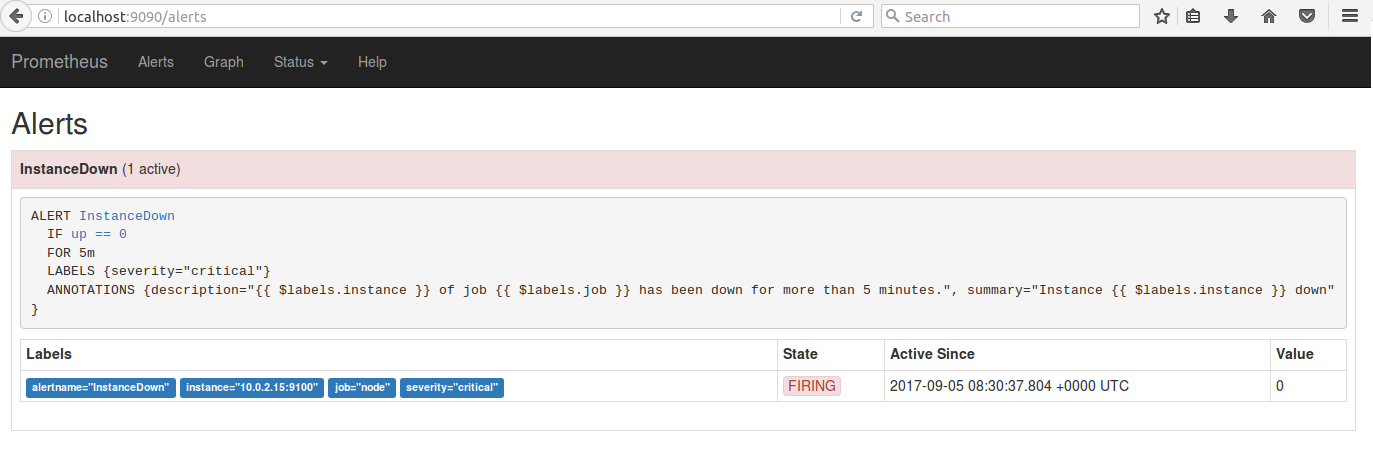 localhost:9090/alerts
Search
Prometheus Alerts Graph Status Help
Alerts
InstanceDown (1 active)
ALERT InstanceDown
  IF up == 0
  FOR 5m
  LABELS {severity="critical"}
  ANNOTATIONS {description="{{ $labels.instance }} of job {{ $labels.job }} has been down for more than 5 minutes.", summary="Instance {{ $labels.instance }} down"
}
Labels State Active Since Value
alertname="InstanceDown" instance="10.0.2.15:9100" job="node" severity="critical" FIRING 2017-09-05 08:30:37.804 +0000 UTC 0